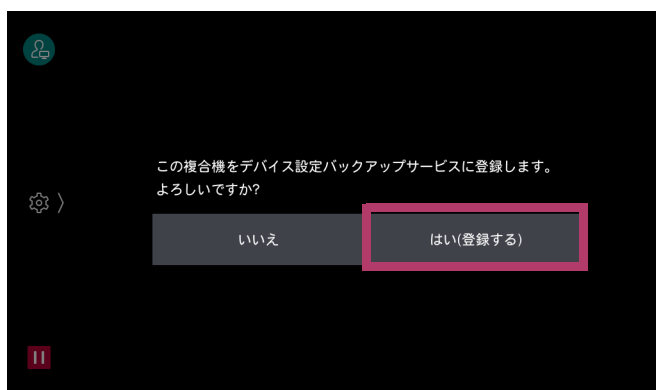 この複合機をデバイス設定バックアップサービスに登録します。
よろしいですか?
いいえ
はい(登録する)